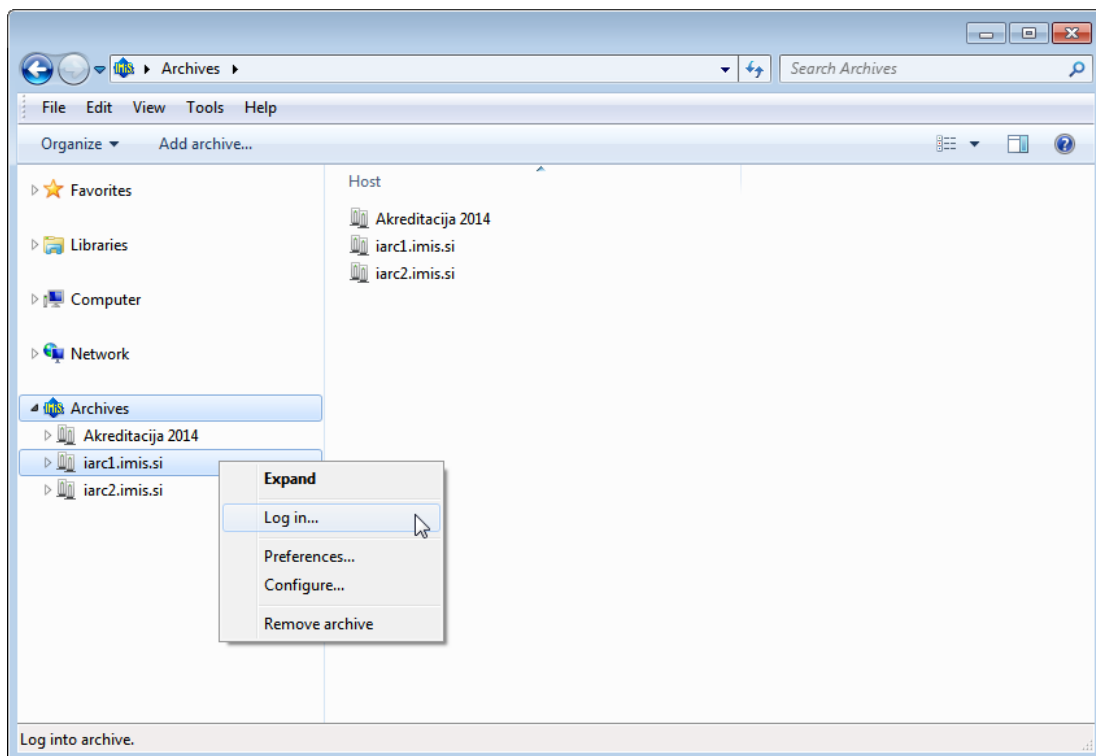 Archives
Search Archives
File Edit View Tools Help
Organize Add archive...
Favorites
Libraries
Computer
Network
Archives
Akreditacija 2014
iarc1.imis.si
iarc2.imis.si
Host
Akreditacija 2014
iarc1.imis.si
iarc2.imis.si
Expand
Log in...
Preferences...
Configure...
Remove archive
Log into archive.